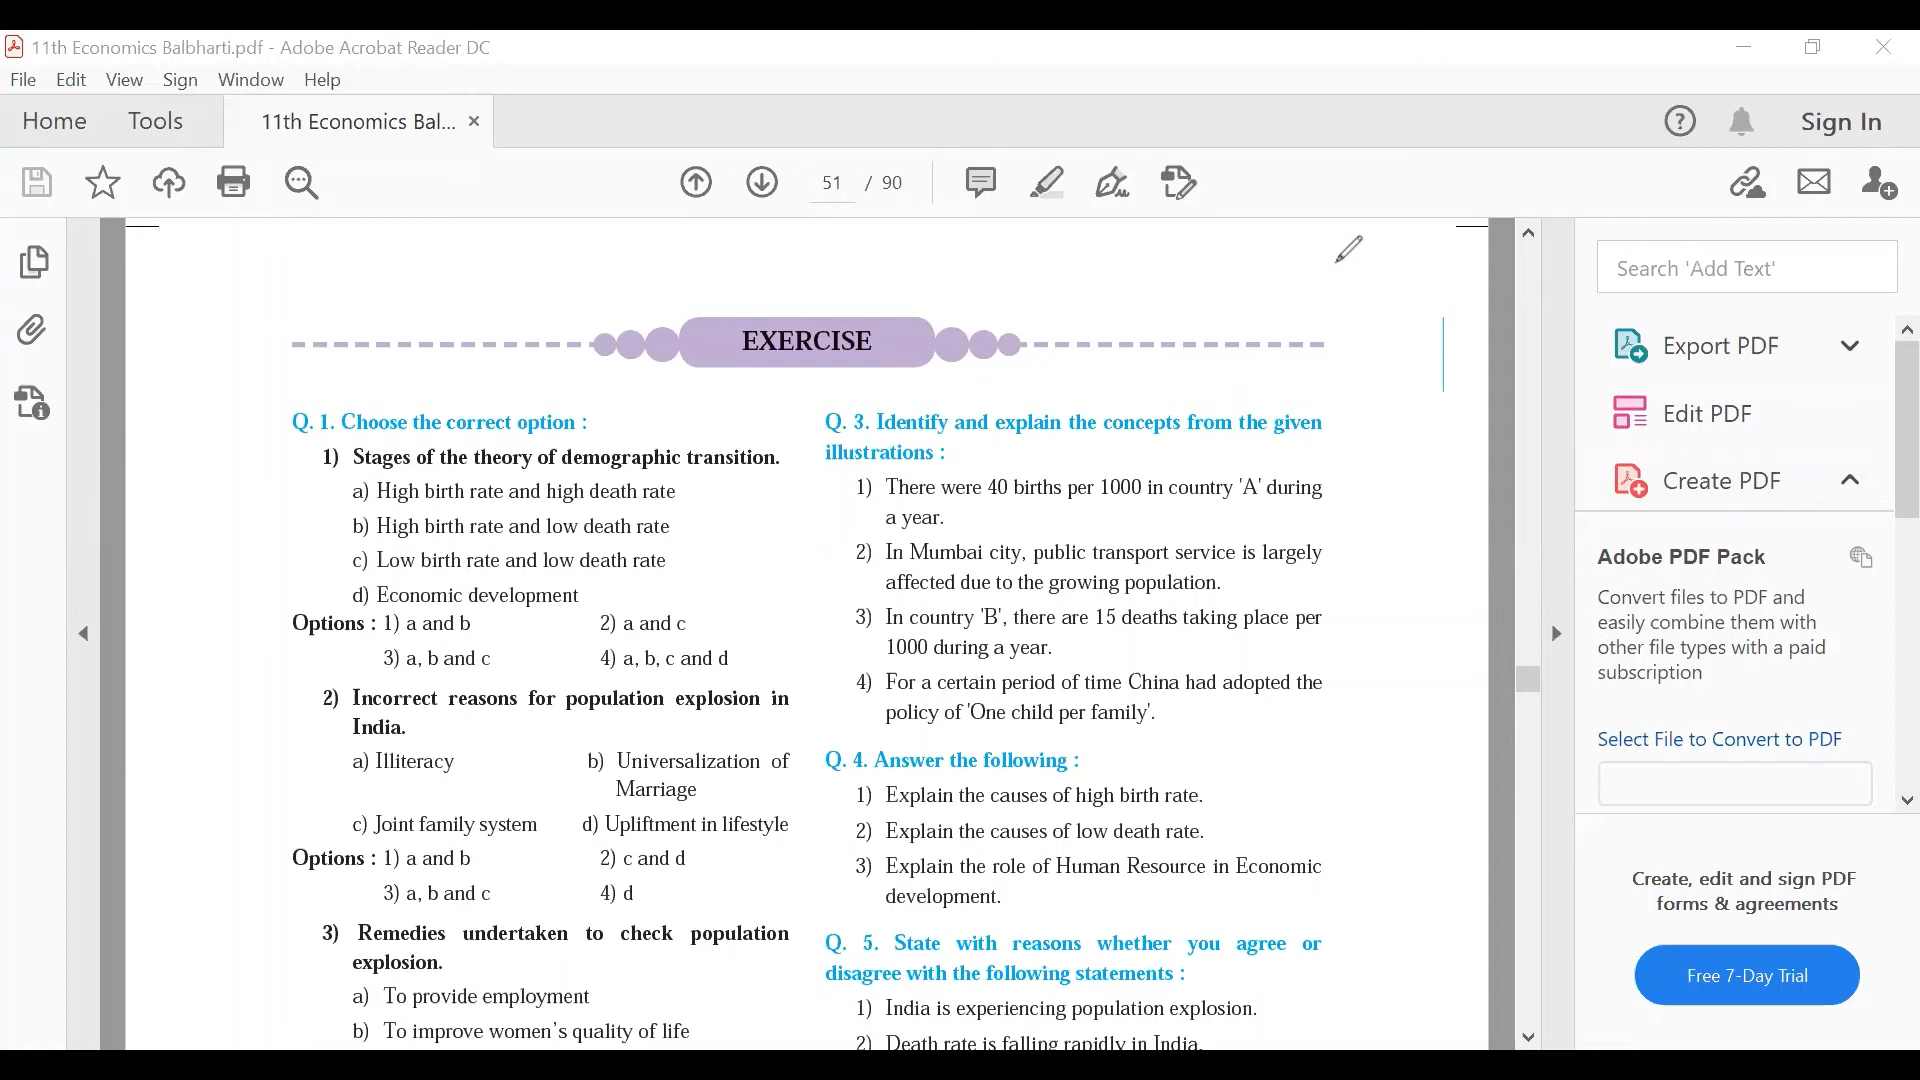 11th Economics Balbharti.pdf - Adobe Acrobat Reader DC
File Edit View Sign Window Help
Home Tools 11th Economics Bal... × Sign In
51 / 90
EXERCISE
Q. 1. Choose the correct option :
1) Stages of the theory of demographic transition.
a) High birth rate and high death rate
b) High birth rate and low death rate
c) Low birth rate and low death rate
d) Economic development
Options : 1) a and b 2) a and c
3) a, b and c 4) a, b, c and d
2) Incorrect reasons for population explosion in
India.
a) Illiteracy b) Universalization of
Marriage
c) Joint family system d) Upliftment in lifestyle
Options : 1) a and b 2) c and d
3) a, b and c 4) d
3) Remedies undertaken to check population
explosion.
a) To provide employment
b) To improve women's quality of life
Q. 3. Identify and explain the concepts from the given
illustrations :
1) There were 40 births per 1000 in country 'A' during
a year.
2) In Mumbai city, public transport service is largely
affected due to the growing population.
3) In country 'B', there are 15 deaths taking place per
1000 during a year.
4) For a certain period of time China had adopted the
policy of 'One child per family'.
Q. 4. Answer the following :
1) Explain the causes of high birth rate.
2) Explain the causes of low death rate.
3) Explain the role of Human Resource in Economic
development.
Q. 5. State with reasons whether you agree or
disagree with the following statements :
1) India is experiencing population explosion.
2) Death rate is falling rapidly in India.
Search 'Add Text'
Export PDF
Edit PDF
Create PDF
Adobe PDF Pack
Convert files to PDF and
easily combine them with
other file types with a paid
subscription
Select File to Convert to PDF
Create, edit and sign PDF
forms & agreements
Free 7-Day Trial